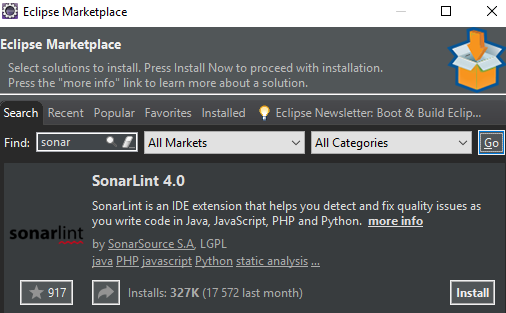 Eclipse Marketplace
Eclipse Marketplace
Select solutions to install. Press Install Now to proceed with installation.
Press the "more info" link to learn more about a solution.
Search Recent Popular Favorites Installed Eclipse Newsletter: Boot & Build Eclip...
Find: sonar All Markets All Categories Go
SonarLint 4.0
SonarLint is an IDE extension that helps you detect and fix quality issues as
you write code in Java, JavaScript, PHP and Python. more info
sonarlint
by SonarSource S.A, LGPL
java PHP javascript Python static analysis ...
917 Installs: 327K (17 572 last month) Install